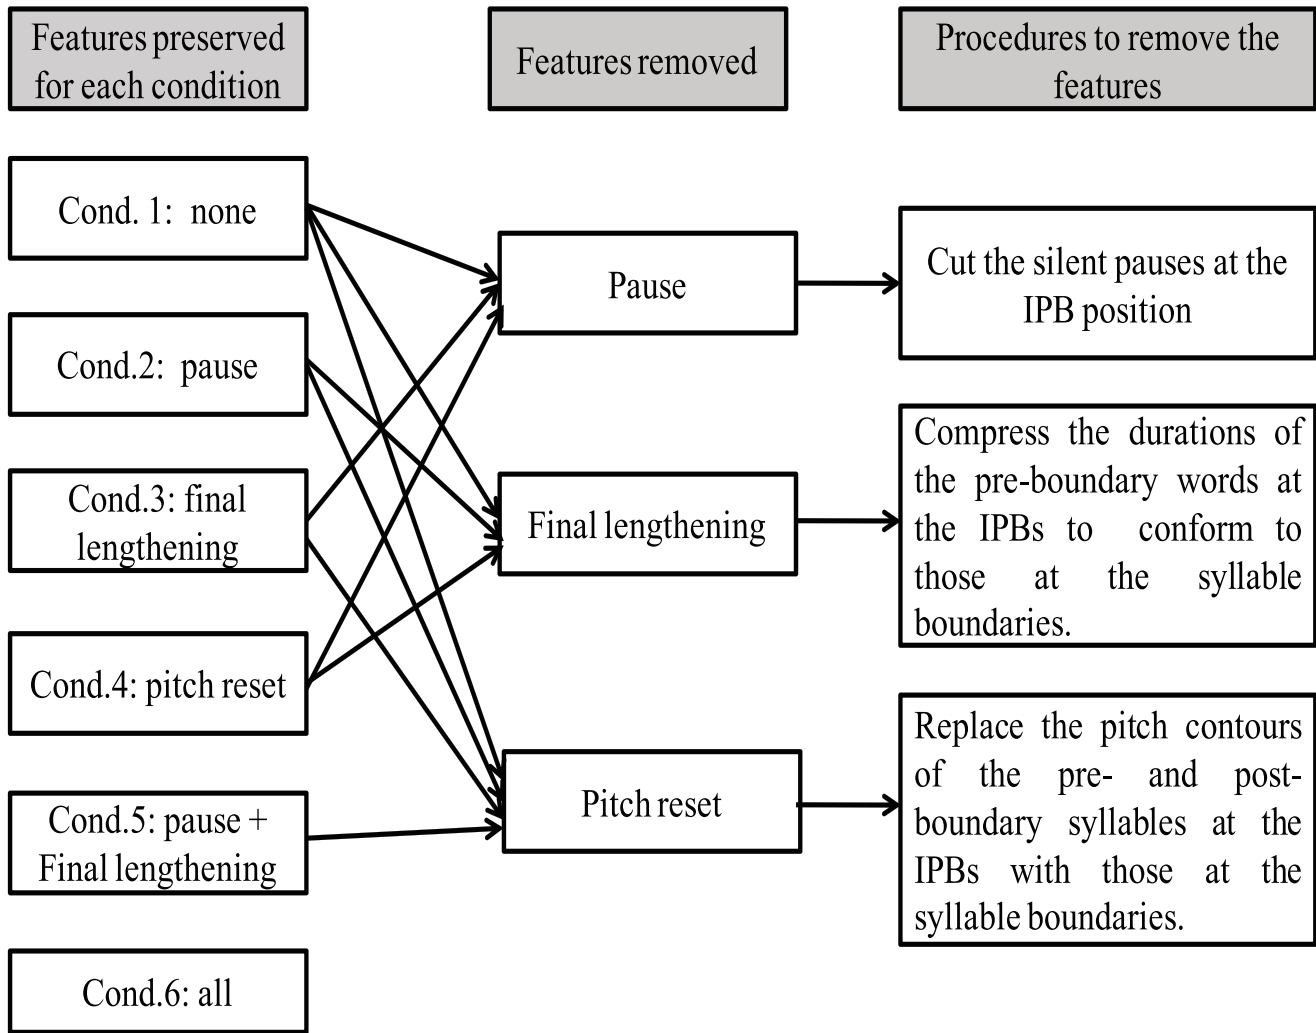 Features preserved
for each condition
Features removed
Procedures to remove the
features
Cond. 1: none
Cond.2: pause
Cond.3: final
lengthening
Cond.4: pitch reset
Cond.5: pause +
Final lengthening
Cond.6: all
Pause
Final lengthening
Pitch reset
Cut the silent pauses at the
IPB position
Compress the durations of
the pre-boundary words at
the IPBs to conform to
those at the syllable
boundaries.
Replace the pitch contours
of the pre- and post-
boundary syllables at the
IPBs with those at the
syllable boundaries.